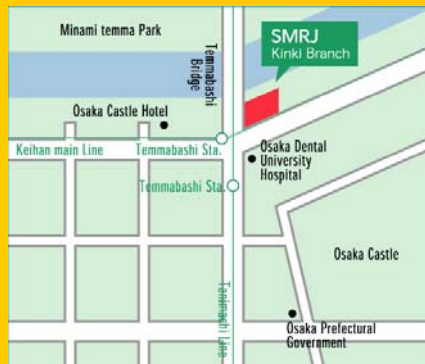 Minami temma Park
Temmabashi
Bridge
SMRJ
Kinki Branch
Osaka Castle Hotel
Keihan main Line
Temmabashi Sta.
Osaka Dental
University
Hospital
Temmabashi Sta.
Osaka Castle
Tanimachi Line
Osaka Prefectural
Government